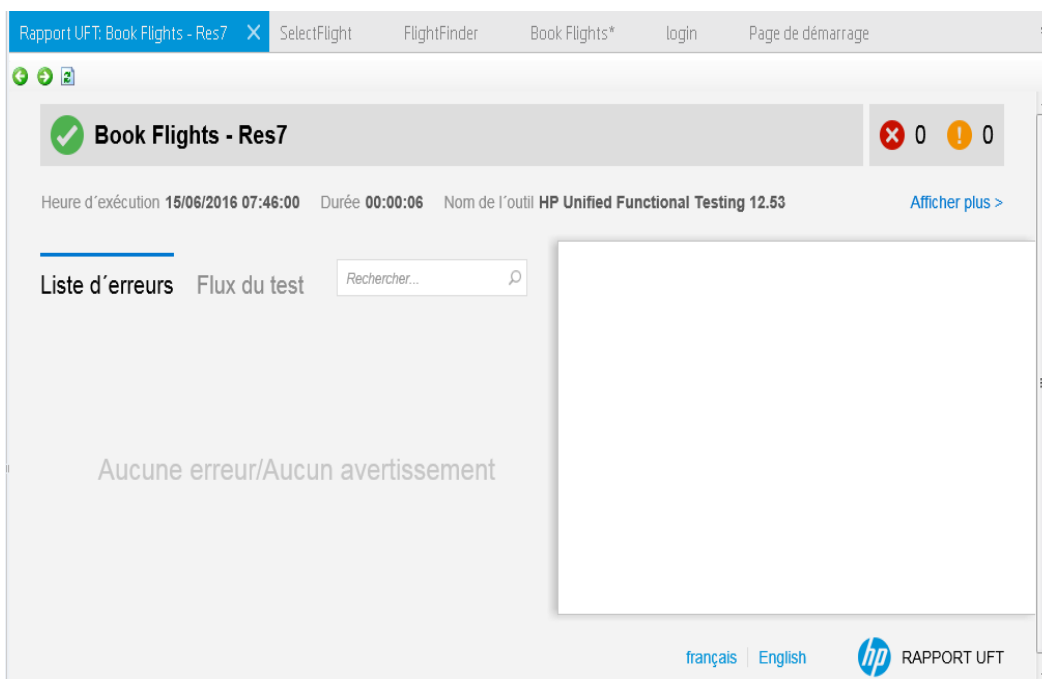 Rapport UFT: Book Flights - Res7 X SelectFlight FlightFinder Book Flights* login Page de démarrage
Book Flights - Res7 0 ! 0
Heure d´exécution 15/06/2016 07:46:00 Durée 00:00:06 Nom de l´outil HP Unified Functional Testing 12.53 Afficher plus >
Liste d´erreurs Flux du test Rechercher...
Aucune erreur/Aucun avertissement
français English hp RAPPORT UFT